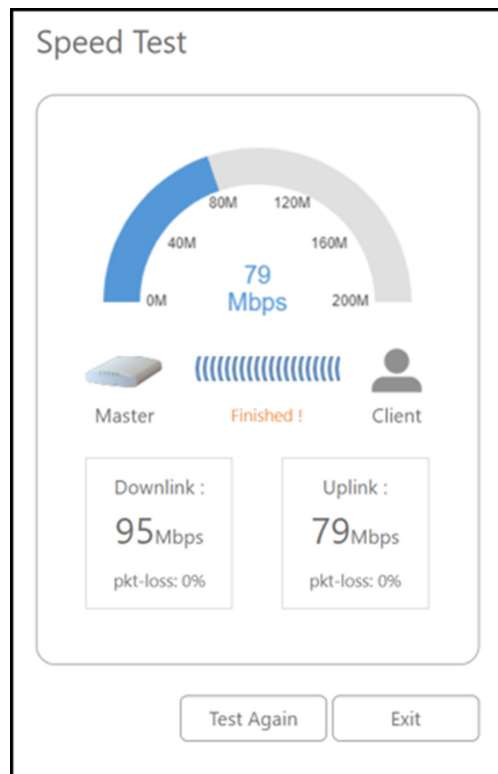 Speed Test
80M 120M
40M 160M
79
Mbps
0M 200M
Master Finished ! Client
Downlink : Uplink :
95Mbps 79Mbps
pkt-loss: 0% pkt-loss: 0%
Test Again Exit